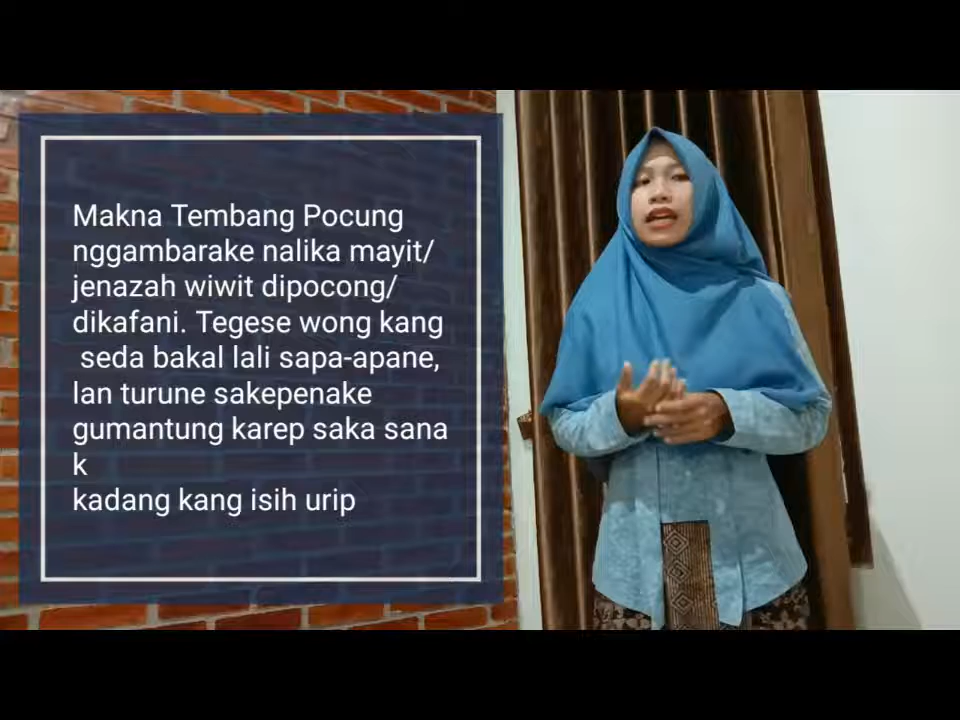 Makna Tembang Pocung
nggambarake nalika mayit/
jenazah wiwit dipocong/
dikafani. Tegese wong kang
seda bakal lali sapa-apane,
lan turune sakepenake
gumantung karep saka sana
k
kadang kang isih urip